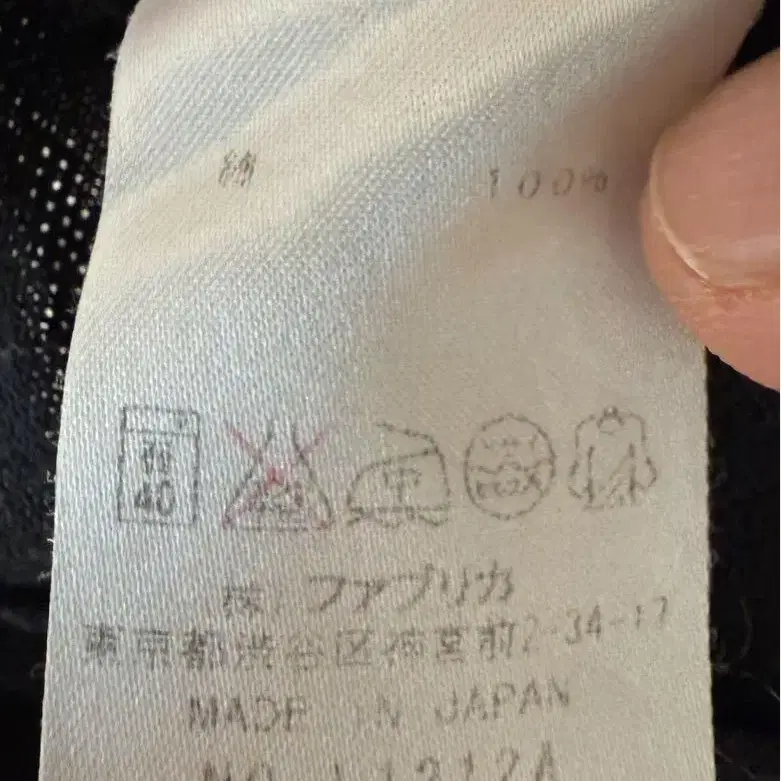 綿 100%
40 中
株) ファブリカ
東京都渋谷区神宮前2-34-17
MADE IN JAPAN